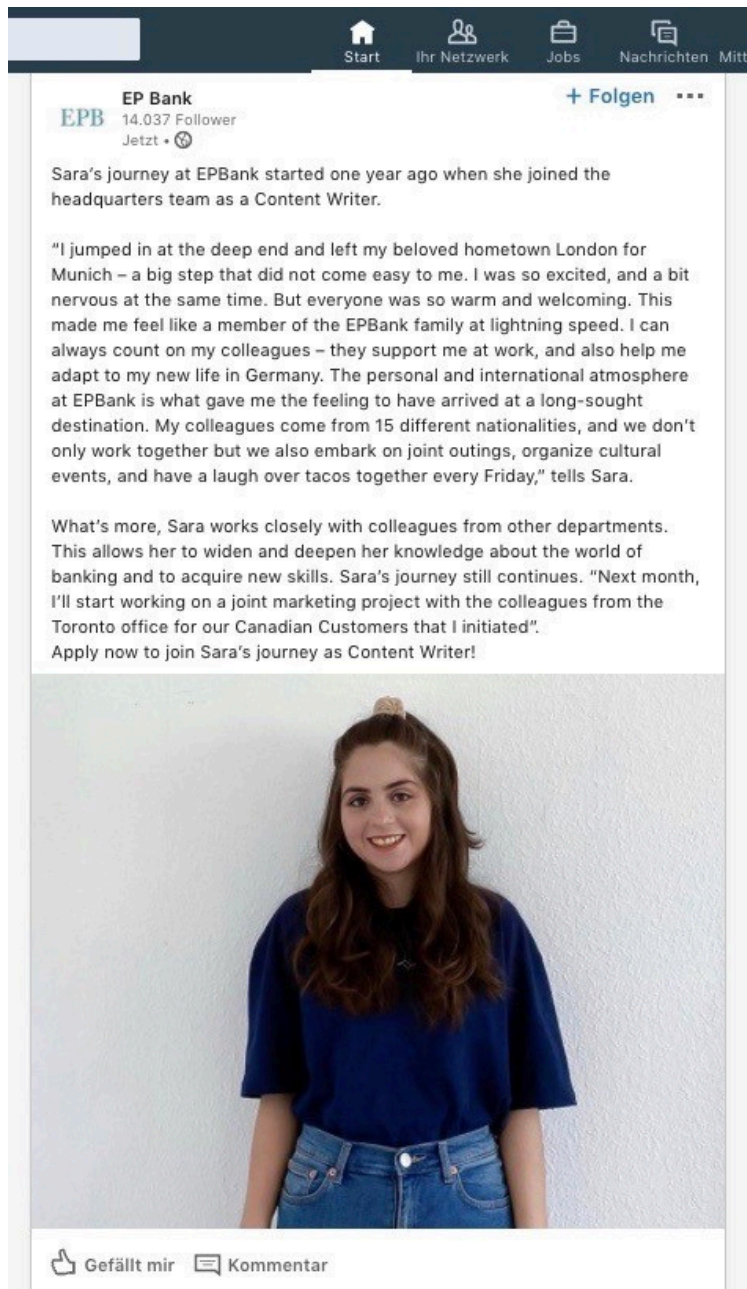 Start
Ihr Netzwerk
Jobs
Nachrichten
Mitt
EPB
EP Bank
14.037 Follower
Jetzt •
+ Folgen
Sara’s journey at EPBank started one year ago when she joined the
headquarters team as a Content Writer.
“I jumped in at the deep end and left my beloved hometown London for
Munich – a big step that did not come easy to me. I was so excited, and a bit
nervous at the same time. But everyone was so warm and welcoming. This
made me feel like a member of the EPBank family at lightning speed. I can
always count on my colleagues – they support me at work, and also help me
adapt to my new life in Germany. The personal and international atmosphere
at EPBank is what gave me the feeling to have arrived at a long-sought
destination. My colleagues come from 15 different nationalities, and we don’t
only work together but we also embark on joint outings, organize cultural
events, and have a laugh over tacos together every Friday,” tells Sara.
What’s more, Sara works closely with colleagues from other departments.
This allows her to widen and deepen her knowledge about the world of
banking and to acquire new skills. Sara’s journey still continues. “Next month,
I’ll start working on a joint marketing project with the colleagues from the
Toronto office for our Canadian Customers that I initiated”.
Apply now to join Sara’s journey as Content Writer!
Gefällt mir
Kommentar